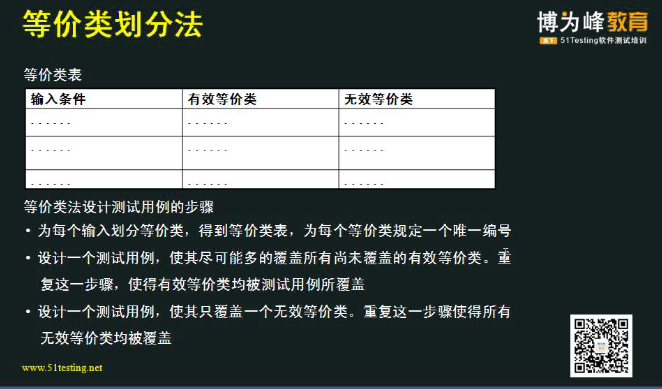 等价类划分法
博为峰教育
旗下 51Testing软件测试培训
等价类表
输入条件 有效等价类 无效等价类
...... ...... ......
...... ...... ......
...... ...... ......
等价类法设计测试用例的步骤
• 为每个输入划分等价类，得到等价类表，为每个等价类规定一个唯一编号
• 设计一个测试用例，使其尽可能多的覆盖所有尚未覆盖的有效等价类。重
复这一步骤，使得有效等价类均被测试用例所覆盖
• 设计一个测试用例，使其只覆盖一个无效等价类。重复这一步骤使得所有
无效等价类均被覆盖
www.51testing.net